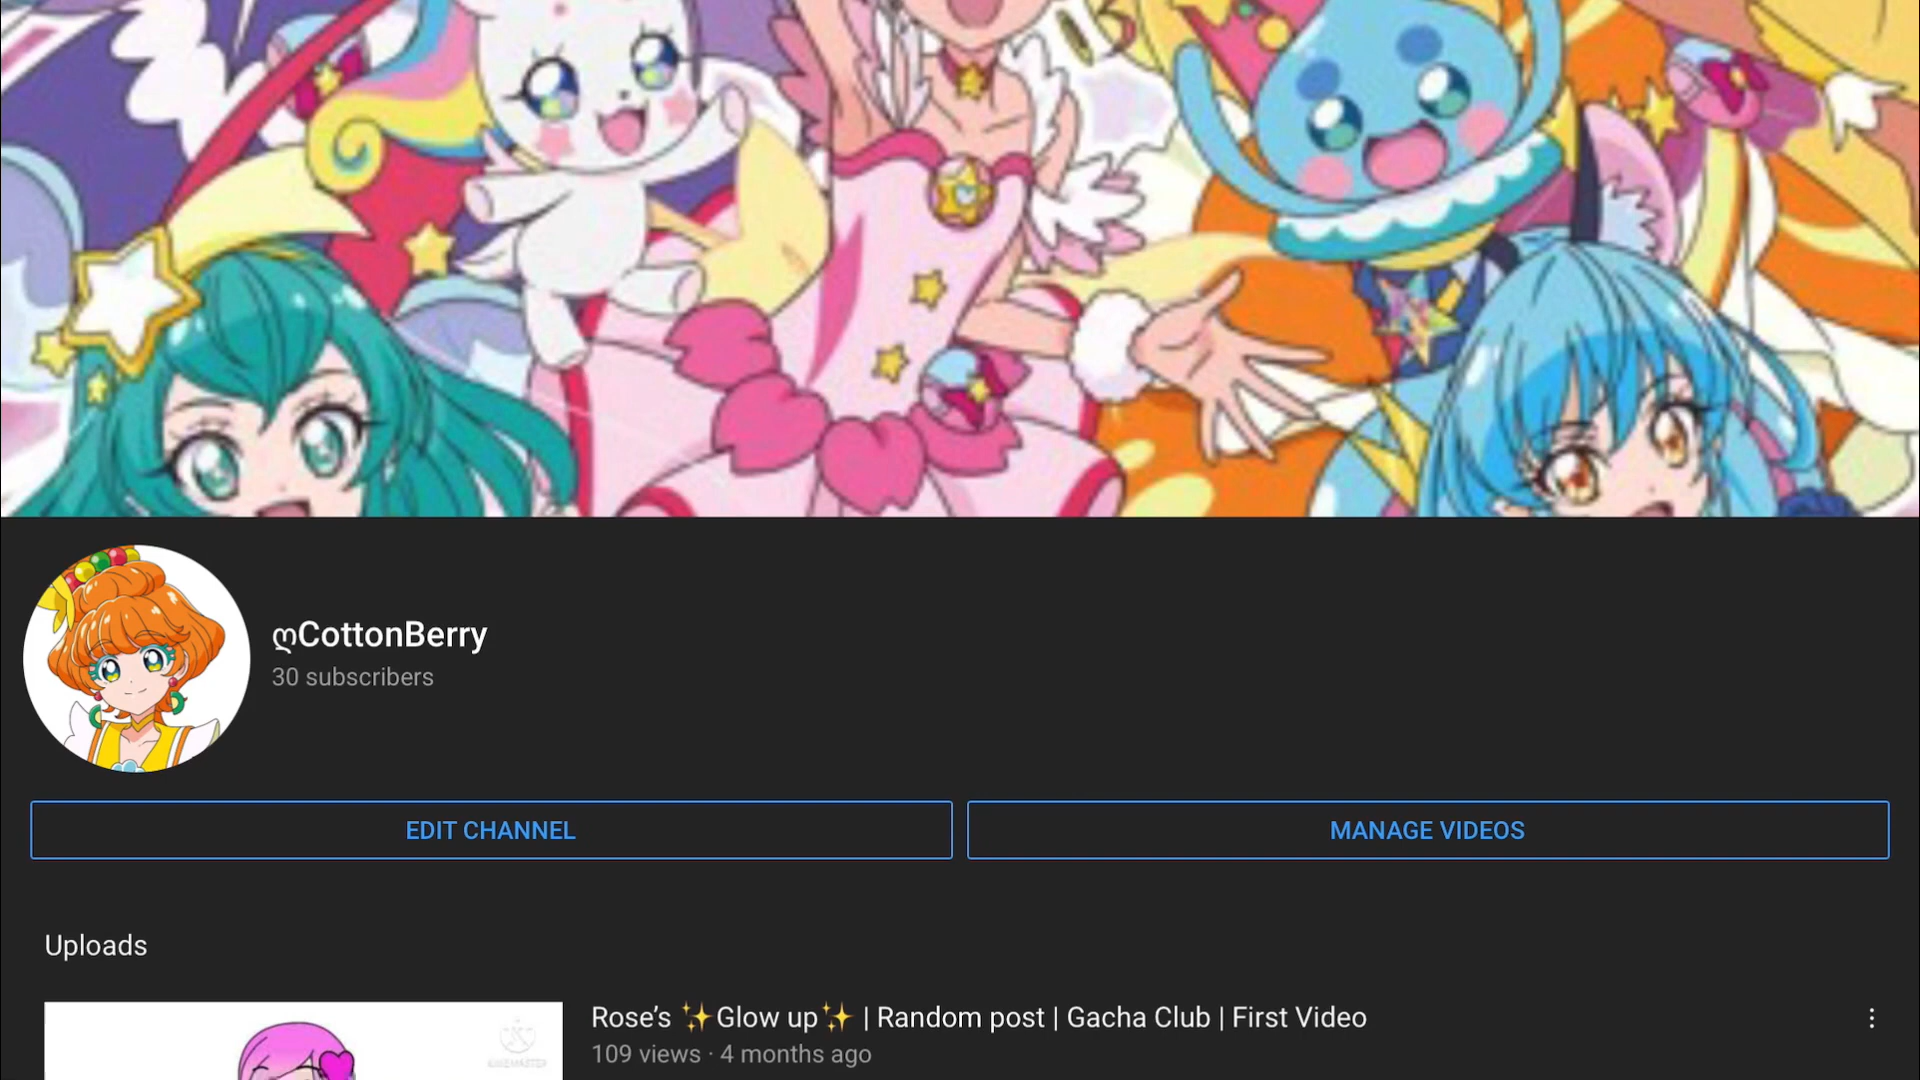 ღCottonBerry
30 subscribers
EDIT CHANNEL
MANAGE VIDEOS
Uploads
KINEMASTER
Rose’s ✨Glow up✨ | Random post | Gacha Club | First Video
109 views · 4 months ago